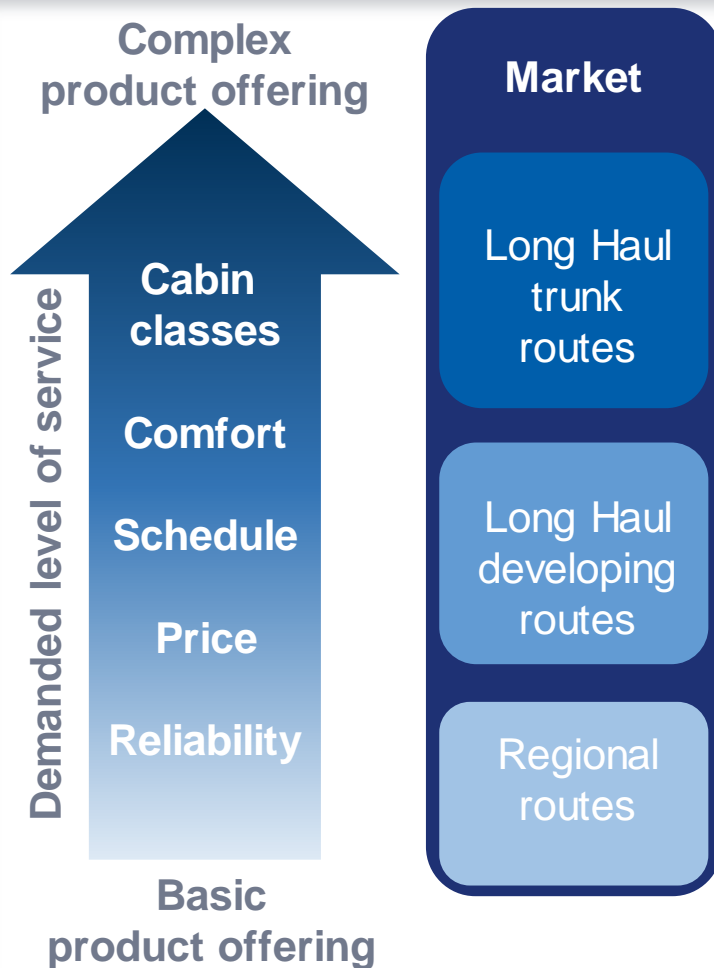 Complex
product offering
Demanded level of service
Cabin
classes
Comfort
Schedule
Price
Reliability
Basic
product offering
Market
Long Haul
trunk
routes
Long Haul
developing
routes
Regional
routes